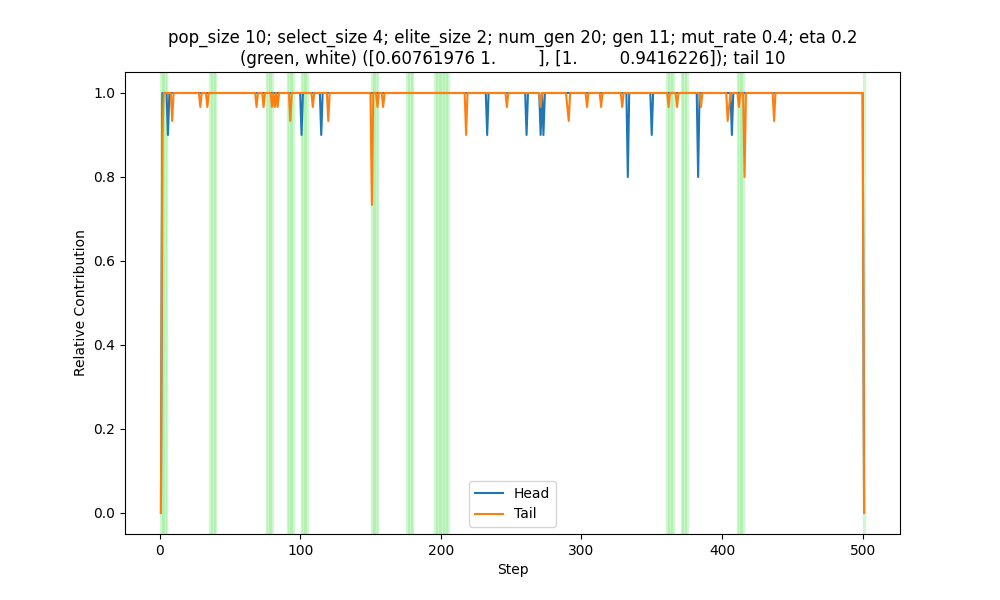 pop_size 10; select_size 4; elite_size 2; num_gen 20; gen 11; mut_rate 0.4; eta 0.2
(green, white) ([0.60761976 1.         ], [1.         0.9416226]); tail 10
Relative Contribution
1.0
0.8
0.6
0.4
0.2
0.0
Head
Tail
0 100 200 300 400 500
Step